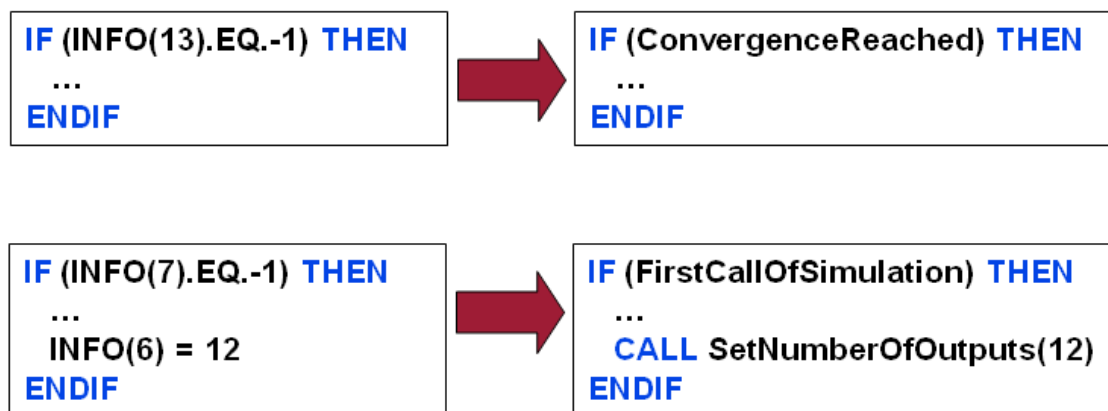 IF (INFO(13).EQ.-1) THEN
...
ENDIF
IF (ConvergenceReached) THEN
...
ENDIF
IF (INFO(7).EQ.-1) THEN
...
INFO(6) = 12
ENDIF
IF (FirstCallOfSimulation) THEN
...
CALL SetNumberOfOutputs(12)
ENDIF